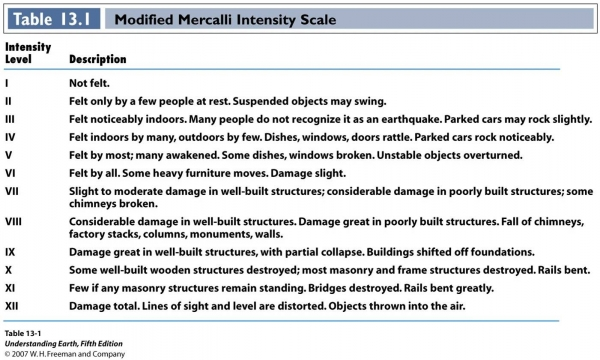 Table 13.1 Modified Mercalli Intensity Scale
Intensity
Level Description
I Not felt.
II Felt only by a few people at rest. Suspended objects may swing.
III Felt noticeably indoors. Many people do not recognize it as an earthquake. Parked cars may rock slightly.
IV Felt indoors by many, outdoors by few. Dishes, windows, doors rattle. Parked cars rock noticeably.
V Felt by most; many awakened. Some dishes, windows broken. Unstable objects overturned.
VI Felt by all. Some heavy furniture moves. Damage slight.
VII Slight to moderate damage in well-built structures; considerable damage in poorly built structures; some
chimneys broken.
VIII Considerable damage in well-built structures. Damage great in poorly built structures. Fall of chimneys,
factory stacks, columns, monuments, walls.
IX Damage great in well-built structures, with partial collapse. Buildings shifted off foundations.
X Some well-built wooden structures destroyed; most masonry and frame structures destroyed. Rails bent.
XI Few if any masonry structures remain standing. Bridges destroyed. Rails bent greatly.
XII Damage total. Lines of sight and level are distorted. Objects thrown into the air.
Table 13-1
Understanding Earth, Fifth Edition
© 2007 W. H. Freeman and Company